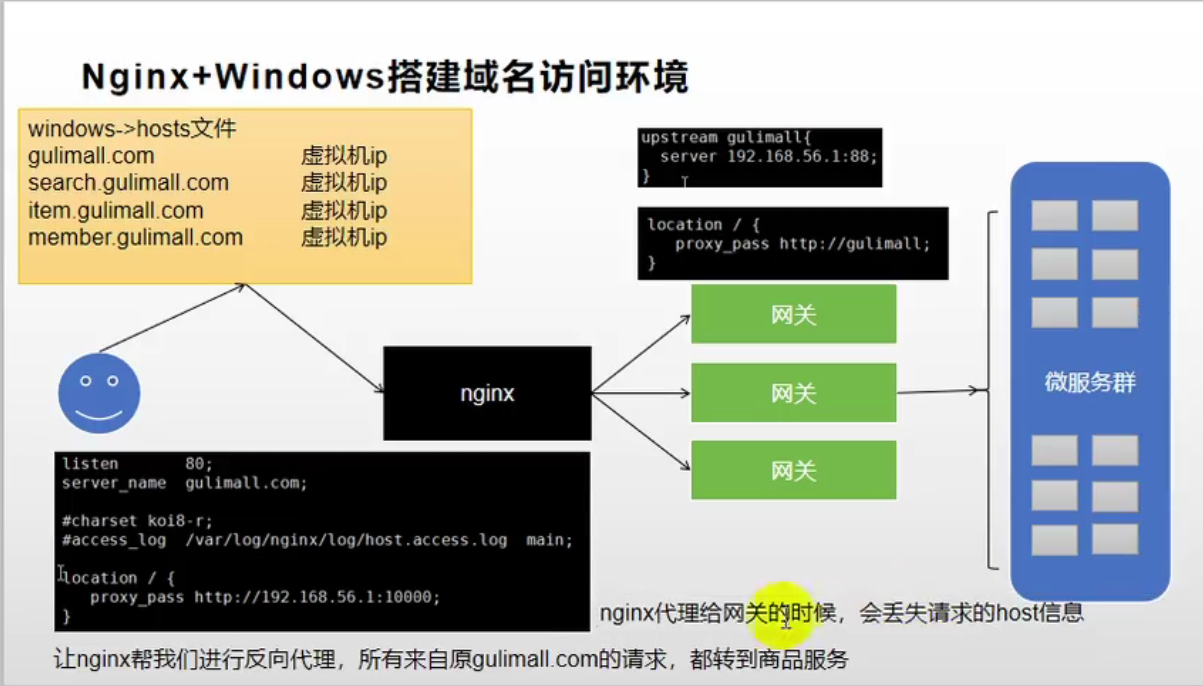 Nginx+Windows搭建域名访问环境
windows->hosts文件
gulimall.com 虚拟机ip
search.gulimall.com 虚拟机ip
item.gulimall.com 虚拟机ip
member.gulimall.com 虚拟机ip
upstream gulimall{
server 192.168.56.1:88;
}
location / {
proxy_pass http://gulimall;
}
nginx
网关
网关
网关
微服务群
listen 80;
server_name gulimall.com;
#charset koi8-r;
#access_log /var/log/nginx/log/host.access.log main;
location / {
proxy_pass http://192.168.56.1:10000;
}
nginx代理给网关的时候，会丢失请求的host信息
让nginx帮我们进行反向代理，所有来自原gulimall.com的请求，都转到商品服务